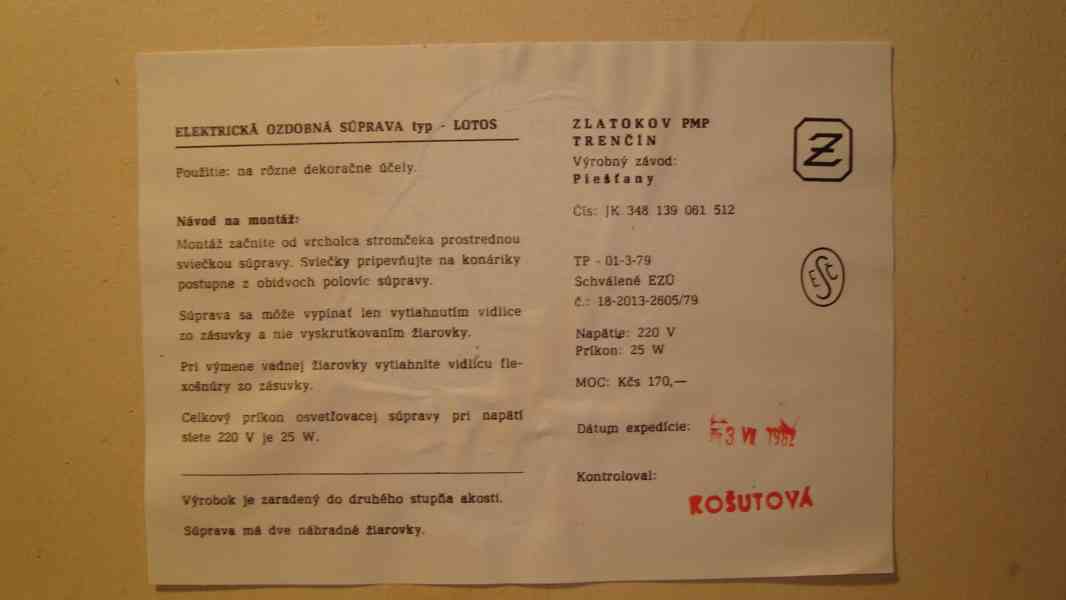 ELEKTRICKÁ OZDOBNÁ SÚPRAVA typ - LOTOS
Použitie: na rôzne dekoračne účely.
Návod na montáž:
Montáž začnite od vrcholca stromčeka prostrednou
sviečkou súpravy. Sviečky pripevňujte na konáriky
postupne z obidvoch polovíc súpravy.
Súprava sa môže vypínať len vytiahnutím vidlice
zo zásuvky a nie vyskrutkovaním žiarovky.
Pri výmene vadnej žiarovky vytiahnite vidlicu fle-
xošnúry zo zásuvky.
Celkový príkon osvetľovacej súpravy pri napätí
siete 220 V je 25 W.
Výrobok je zaradený do druhého stupňa akosti.
Súprava má dve náhradné žiarovky.
ZLATOKOV PMP
TRENČÍN
Výrobný závod:
Piešťany
Čís: JK 348 139 061 512
TP - 01-3-79
Schválené EZÚ
č.: 18-2013-2605/79
Napätie: 220 V
Príkon: 25 W
MOC: Kčs 170,—
Dátum expedície: 3 VI 1982
Kontroloval:
KOŠUTOVÁ
Z
ESČ